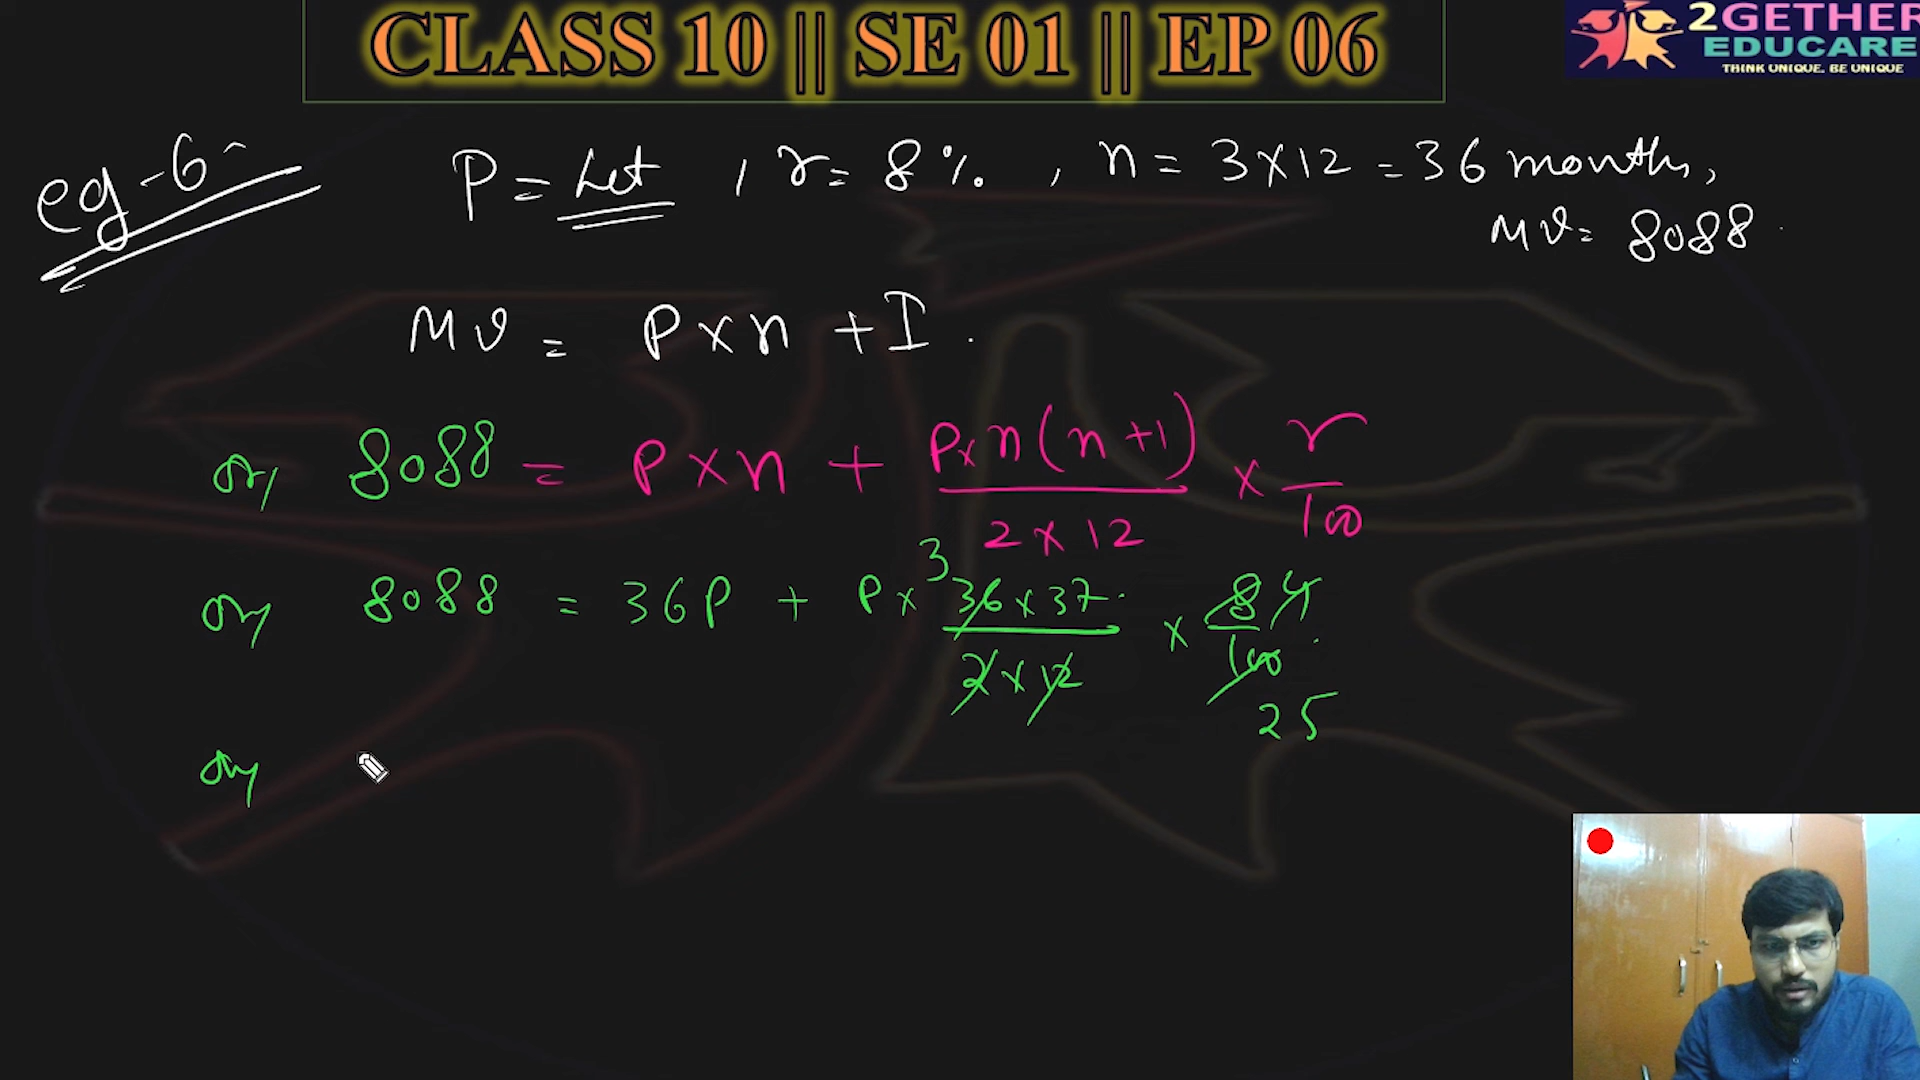 CLASS 10 || SE 01 || EP 06
2GETHER
EDUCARE
THINK UNIQUE. BE UNIQUE
eg-6-
P = Let , r = 8%. , n = 3×12 = 36 months,
MV = 8088.
MV = P×n + I.
or, 8088 = P×n + P×n(n+1)/2×12 × r/100
or, 8088 = 36P + P× 3 36×37/2×12 × 8 4/100 25
or,